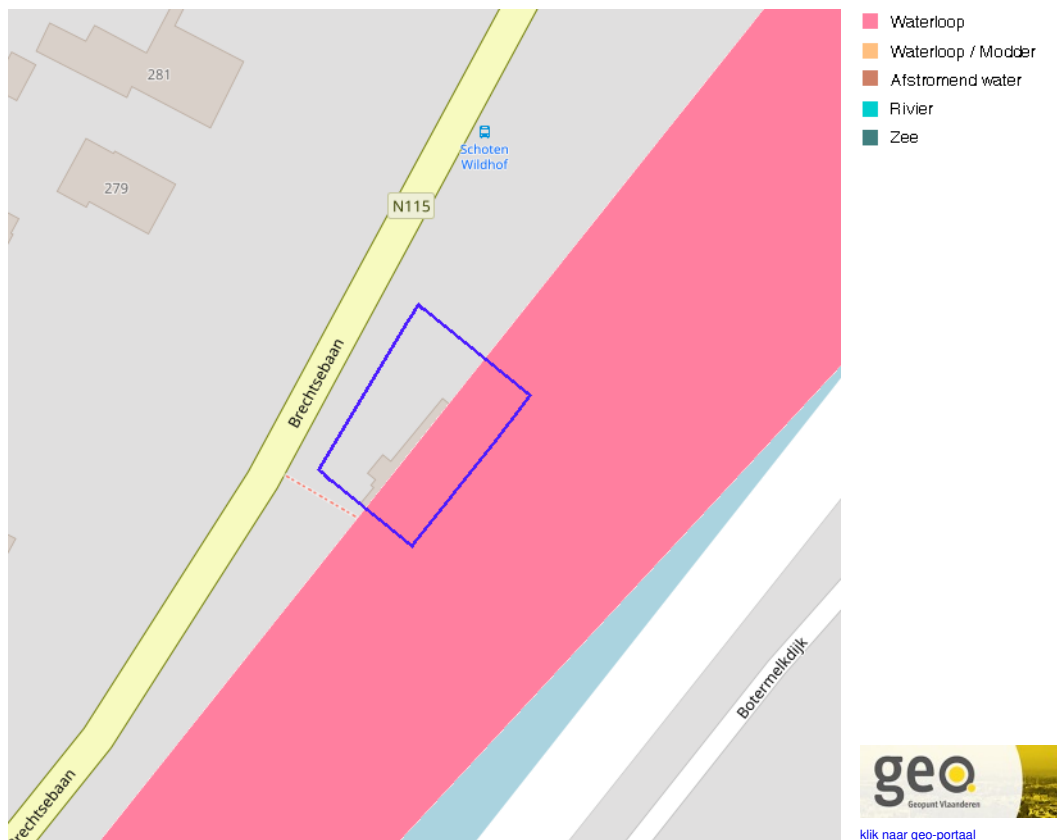 281
279
Schoten
Wildhof
N115
Brechtsebaan
Botermelkdijk
Brechtsebaan
Waterloop
Waterloop / Modder
Afstromend water
Rivier
Zee
geo
Geopunt Vlaanderen
klik naar geo-portaal